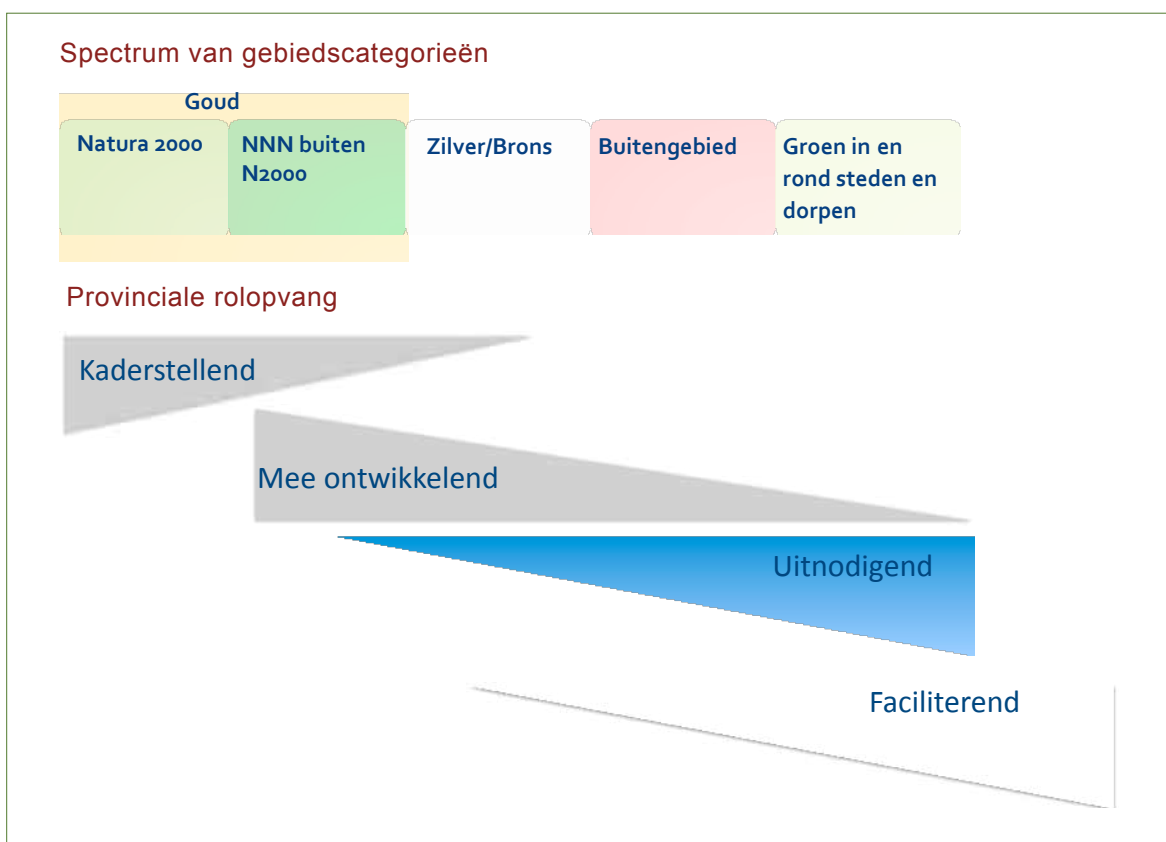 Spectrum van gebiedscategorieën
Goud
Natura 2000
NNN buiten
N2000
Zilver/Brons
Buitengebied
Groen in en
rond steden en
dorpen
Provinciale rolopvang
Kaderstellend
Mee ontwikkelend
Uitnodigend
Faciliterend